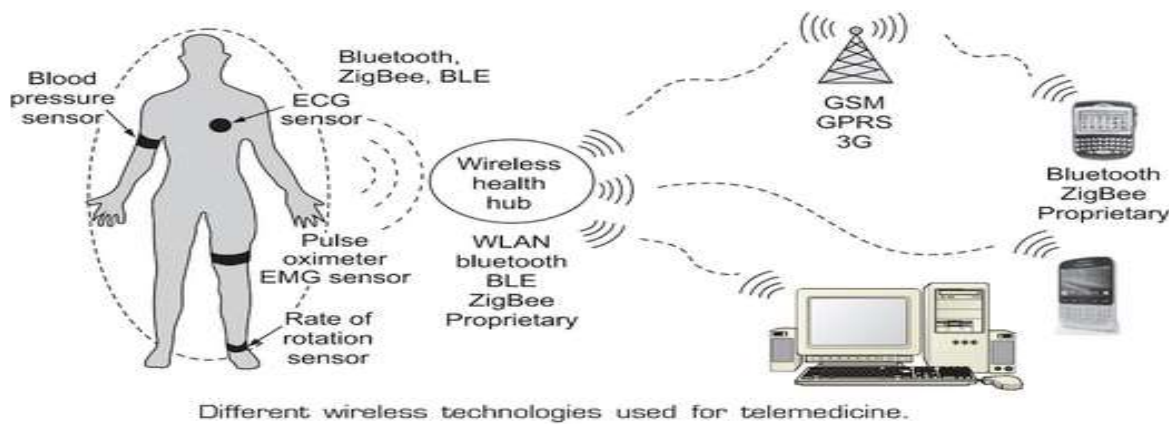 Blood
pressure
sensor
Bluetooth,
ZigBee, BLE
ECG
sensor
Pulse
oximeter
EMG sensor
Rate of
rotation
sensor
Wireless
health
hub
WLAN
bluetooth
BLE
ZigBee
Proprietary
GSM
GPRS
3G
Bluetooth
ZigBee
Proprietary
Different wireless technologies used for telemedicine.